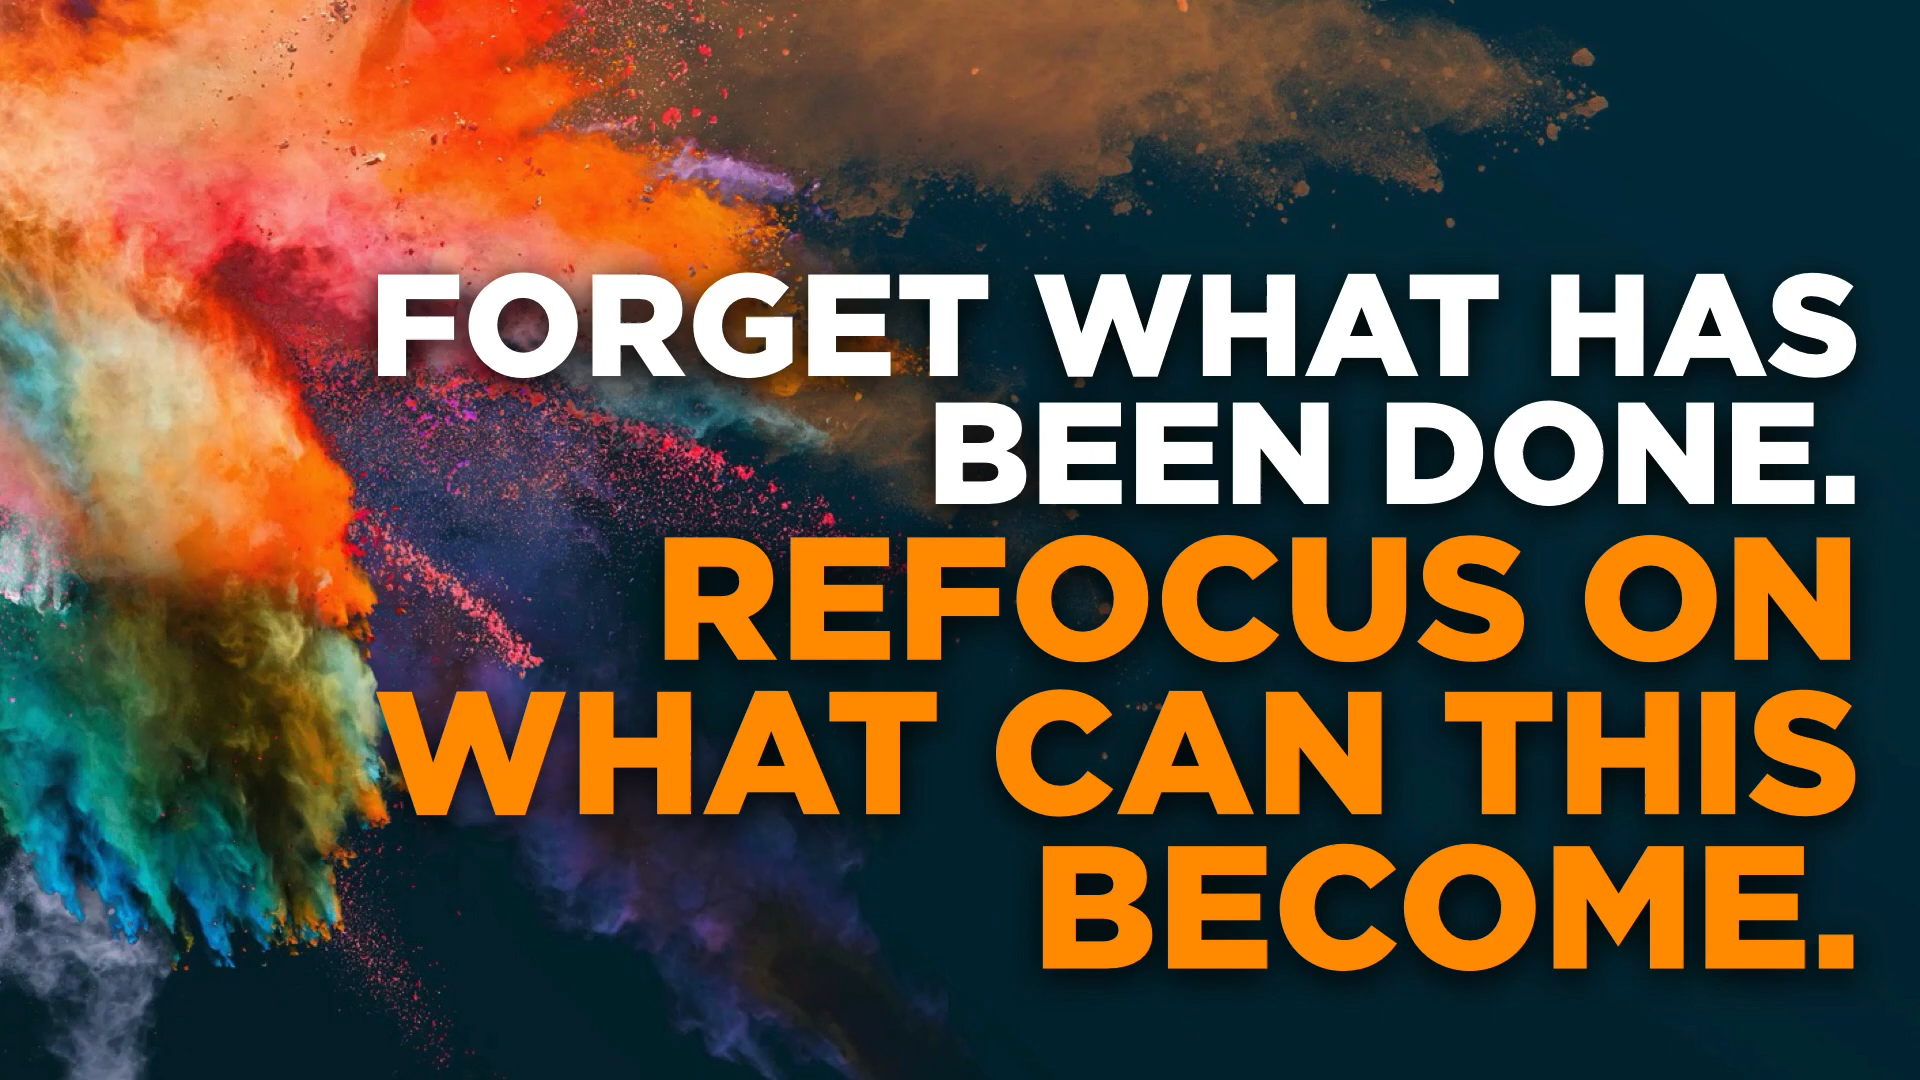 FORGET WHAT HAS
BEEN DONE.
REFOCUS ON
WHAT CAN THIS
BECOME.